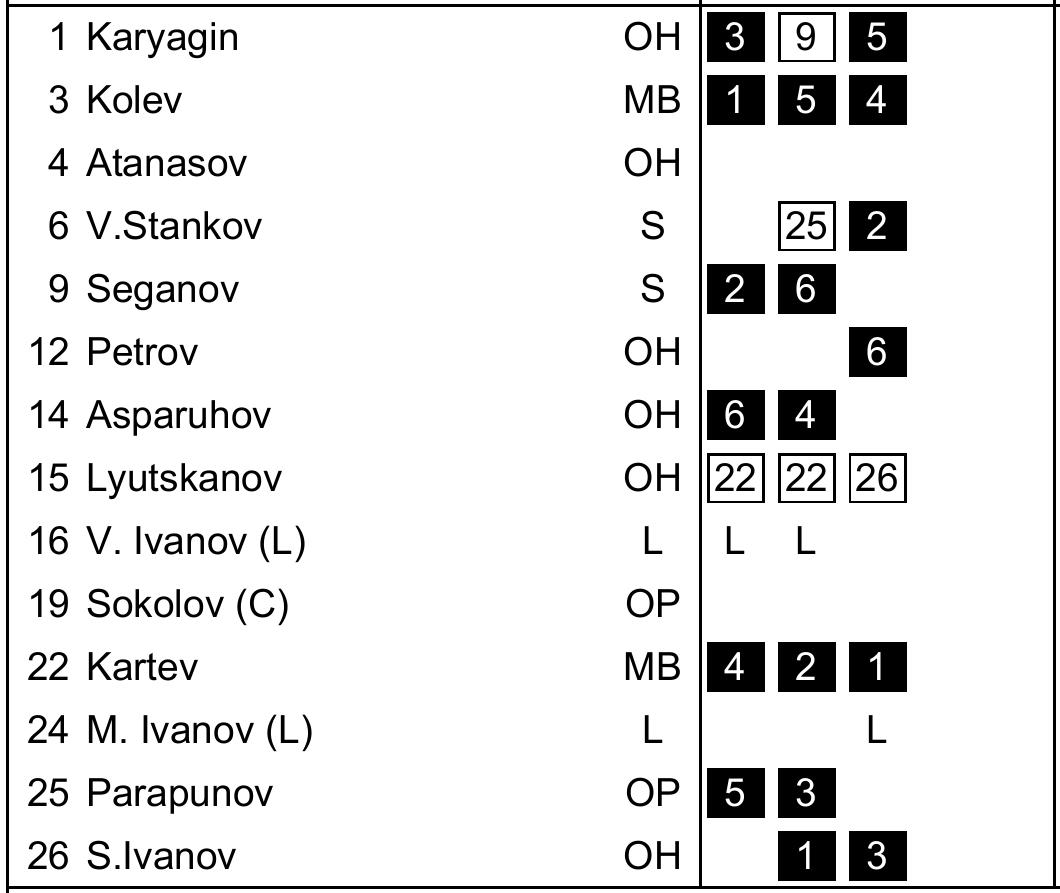 1 Karyagin OH 3 9 5
3 Kolev MB 1 5 4
4 Atanasov OH
6 V.Stankov S 25 2
9 Seganov S 2 6
12 Petrov OH 6
14 Asparuhov OH 6 4
15 Lyutskanov OH 22 22 26
16 V. Ivanov (L) L L L
19 Sokolov (C) OP
22 Kartev MB 4 2 1
24 M. Ivanov (L) L L
25 Parapunov OP 5 3
26 S.Ivanov OH 1 3